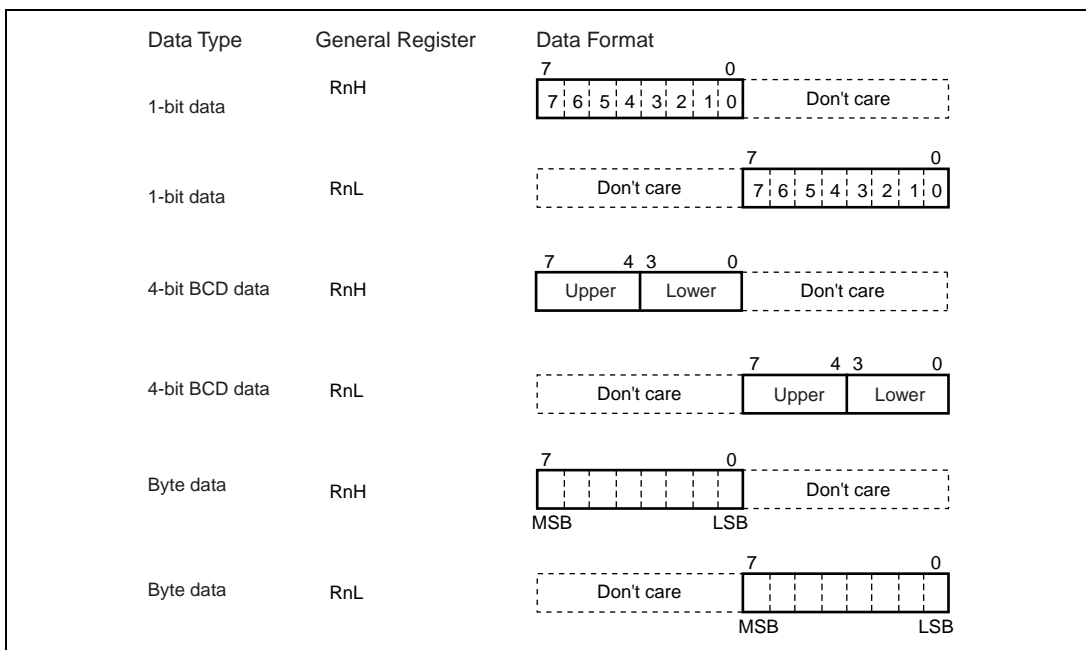 Data Type General Register Data Format
7 0
1-bit data RnH 7 6 5 4 3 2 1 0 Don't care
7 0
1-bit data RnL Don't care 7 6 5 4 3 2 1 0
7 4 3 0
4-bit BCD data RnH Upper Lower Don't care
7 4 3 0
4-bit BCD data RnL Don't care Upper Lower
7 0
Byte data RnH Don't care
MSB LSB
7 0
Byte data RnL Don't care
MSB LSB